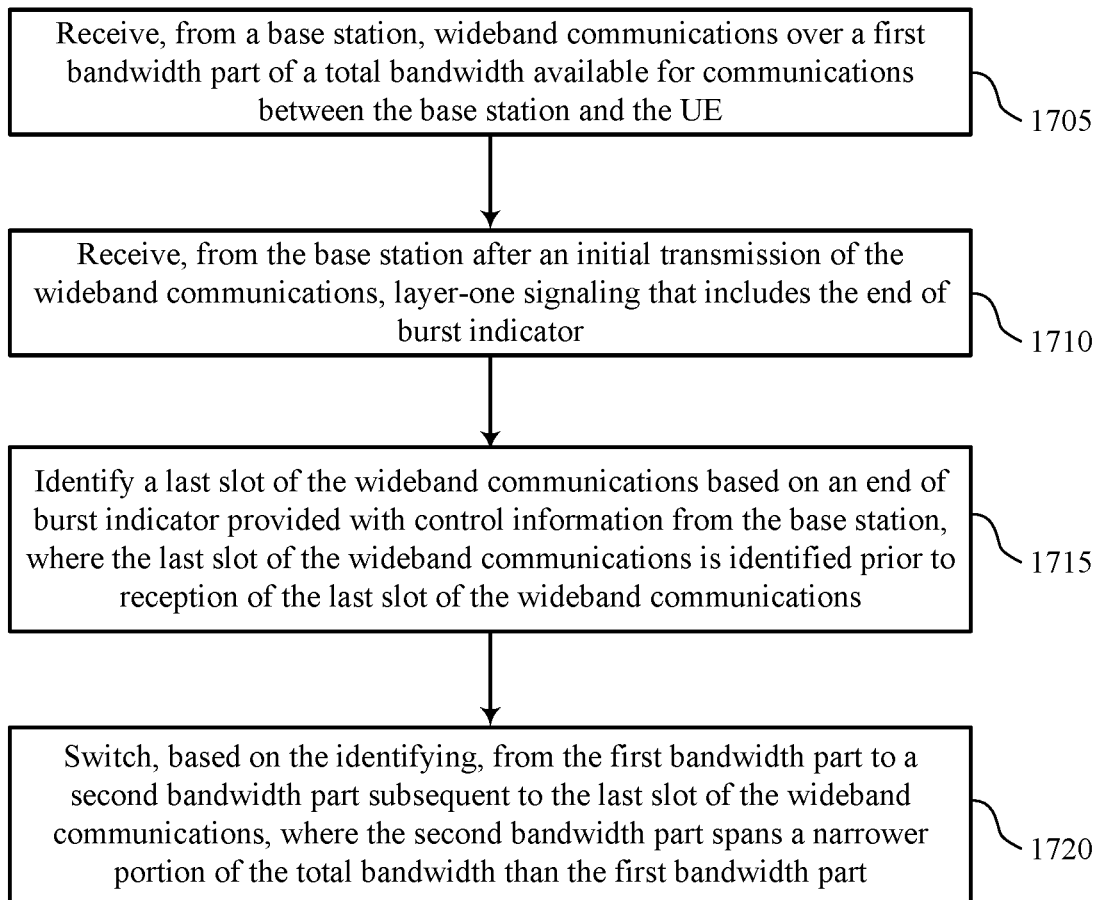 Receive, from a base station, wideband communications over a first
bandwidth part of a total bandwidth available for communications
between the base station and the UE
1705
Receive, from the base station after an initial transmission of the
wideband communications, layer-one signaling that includes the end of
burst indicator
1710
Identify a last slot of the wideband communications based on an end of
burst indicator provided with control information from the base station,
where the last slot of the wideband communications is identified prior to
reception of the last slot of the wideband communications
1715
Switch, based on the identifying, from the first bandwidth part to a
second bandwidth part subsequent to the last slot of the wideband
communications, where the second bandwidth part spans a narrower
portion of the total bandwidth than the first bandwidth part
1720